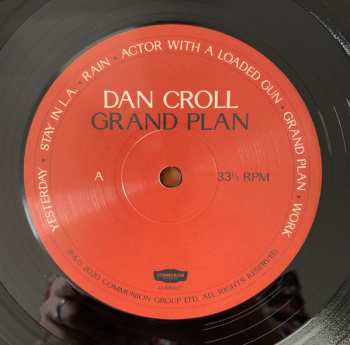 YESTERDAY • STAY IN L.A. • RAIN • ACTOR WITH A LOADED GUN • GRAND PLAN • WORK
DAN CROLL
GRAND PLAN
A
33⅓ RPM
COMMUNION
℗&© 2020 COMMUNION GROUP LTD. ALL RIGHTS RESERVED